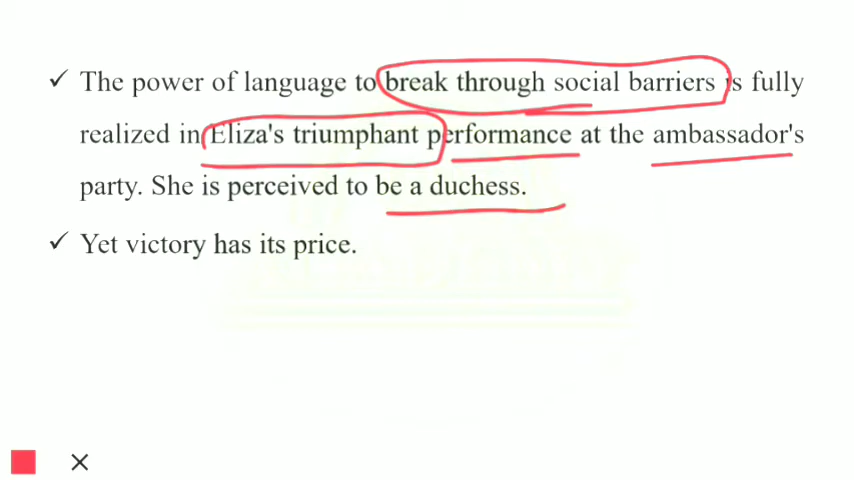 ✓ The power of language to break through social barriers is fully
realized in Eliza's triumphant performance at the ambassador's
party. She is perceived to be a duchess.
✓ Yet victory has its price.